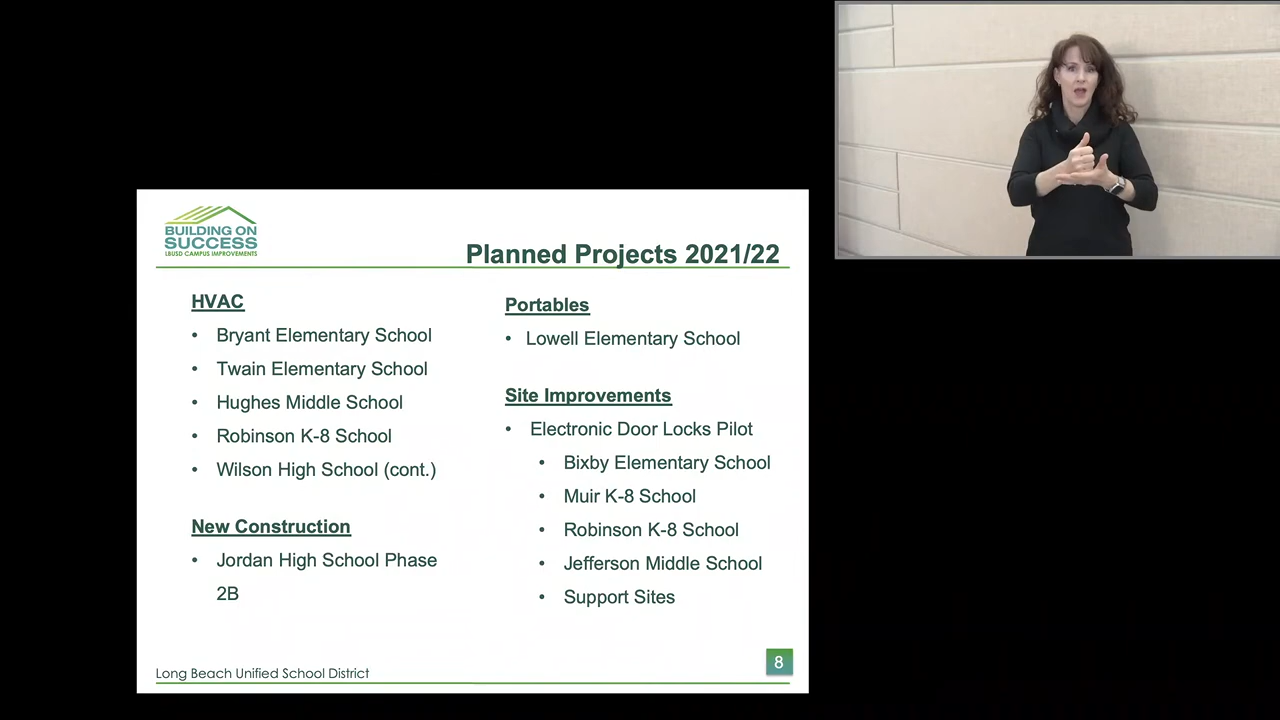 BUILDING ON
SUCCESS
LBUSD CAMPUS IMPROVEMENTS
Planned Projects 2021/22
HVAC
• Bryant Elementary School
• Twain Elementary School
• Hughes Middle School
• Robinson K-8 School
• Wilson High School (cont.)
New Construction
• Jordan High School Phase
2B
Portables
• Lowell Elementary School
Site Improvements
• Electronic Door Locks Pilot
• Bixby Elementary School
• Muir K-8 School
• Robinson K-8 School
• Jefferson Middle School
• Support Sites
Long Beach Unified School District
8